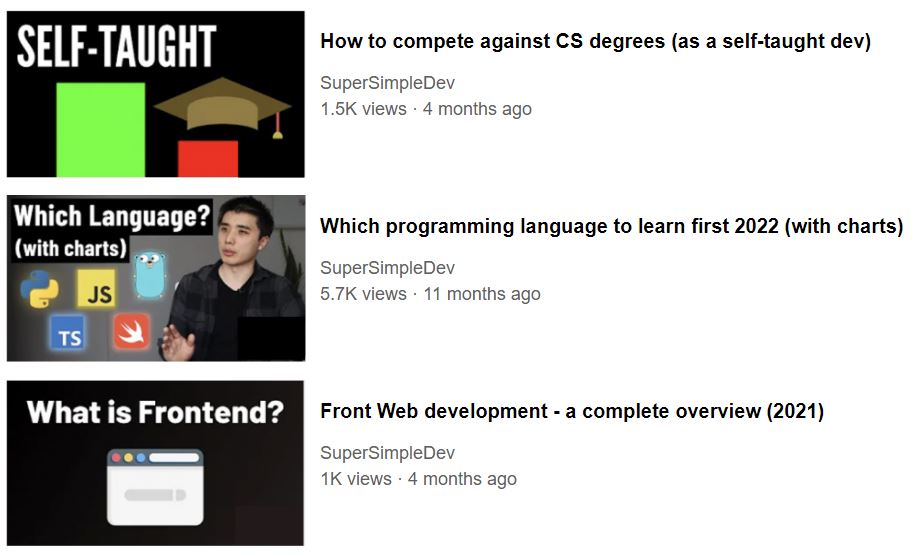 SELF-TAUGHT
How to compete against CS degrees (as a self-taught dev)
SuperSimpleDev
1.5K views · 4 months ago
Which Language?
(with charts)
JS
TS
Which programming language to learn first 2022 (with charts)
SuperSimpleDev
5.7K views · 11 months ago
What is Frontend?
Front Web development - a complete overview (2021)
SuperSimpleDev
1K views · 4 months ago